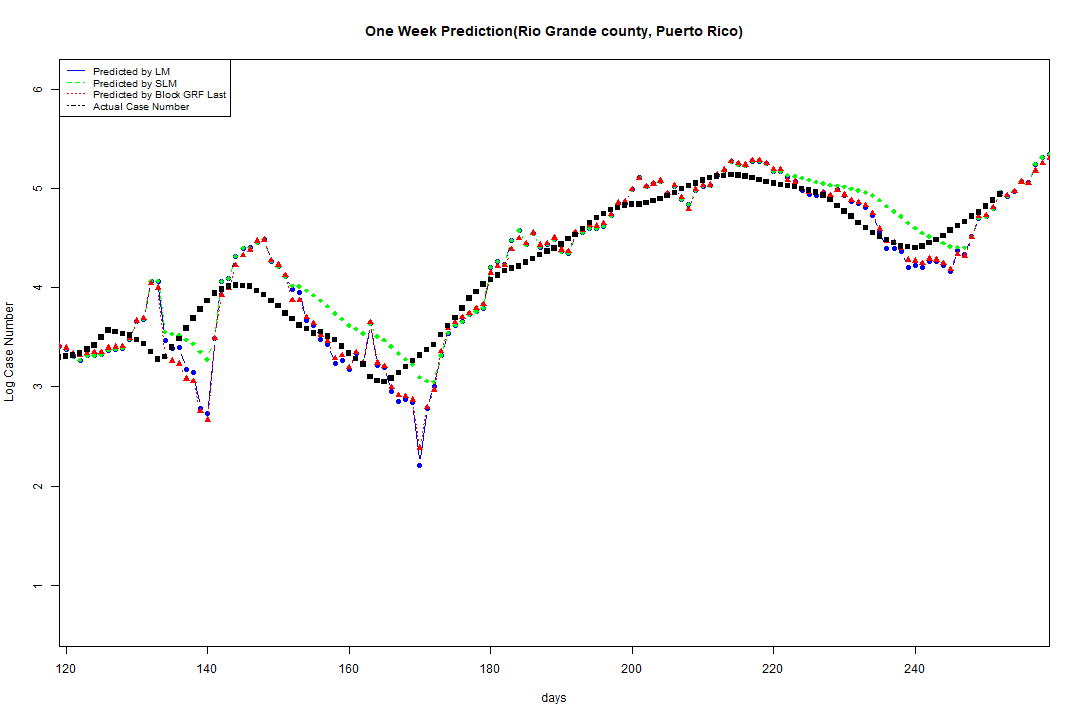 One Week Prediction(Rio Grande county, Puerto Rico)
Predicted by LM
Predicted by SLM
Predicted by Block GRF Last
Actual Case Number
6
5
4
3
2
1
Log Case Number
120 140 160 180 200 220 240
days